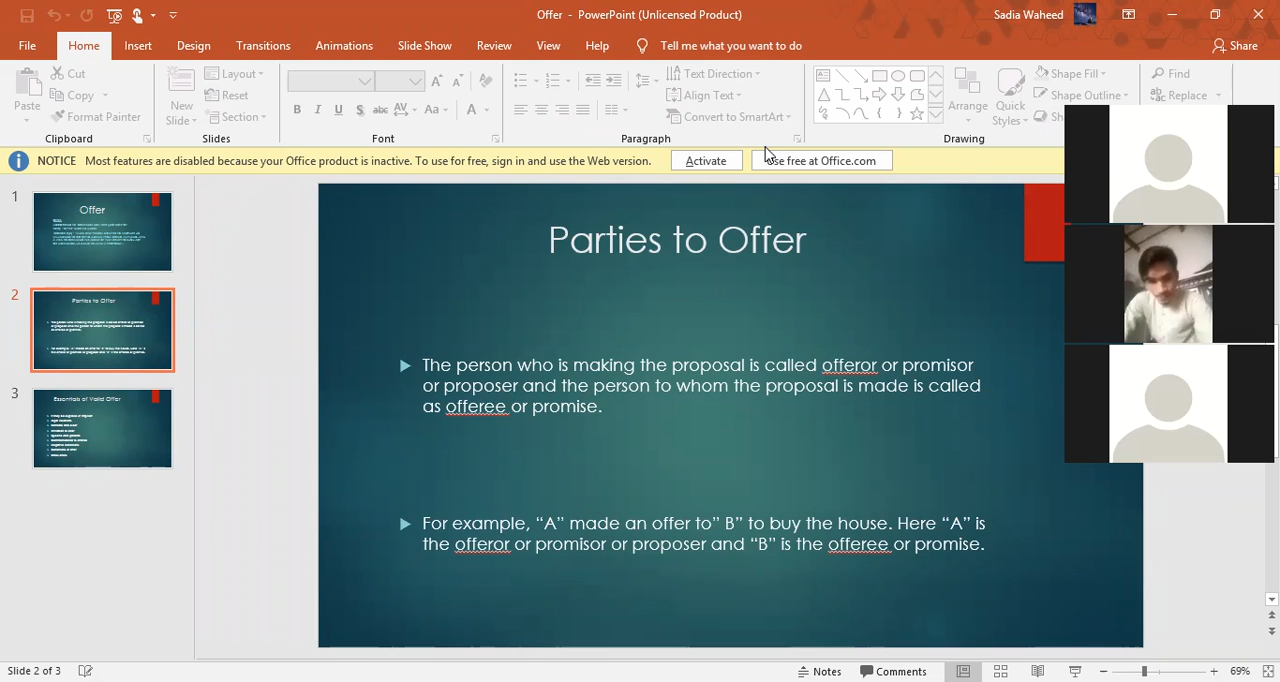 Offer - PowerPoint (Unlicensed Product)
Sadia Waheed
File Home Insert Design Transitions Animations Slide Show Review View Help Tell me what you want to do Share
Paste
Cut
Copy
Format Painter
Clipboard
New Slide
Layout
Reset
Section
Slides
B I U S abc AV Aa A
Font
Text Direction
Align Text
Convert to SmartArt
Paragraph
Arrange
Quick Styles
Shape Fill
Shape Outline
Drawing
Find
Replace
NOTICE Most features are disabled because your Office product is inactive. To use for free, sign in and use the Web version. Activate free at Office.com
1
Offer
2
Parties to Offer
3
Essentials of Valid Offer
Parties to Offer
The person who is making the proposal is called offeror or promisor
or proposer and the person to whom the proposal is made is called
as offeree or promise.
For example, “A” made an offer to” B” to buy the house. Here “A” is
the offeror or promisor or proposer and “B” is the offeree or promise.
Slide 2 of 3
Notes Comments 69%